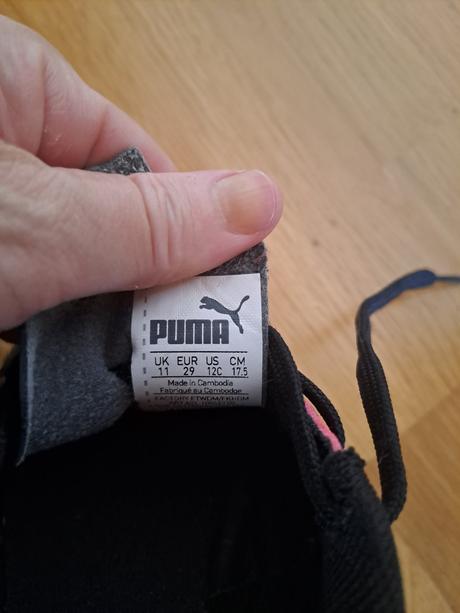 PUMA
UK EUR US CM
11 29 12C 17.5
Made in Cambodia
Fabriqué au Cambodge